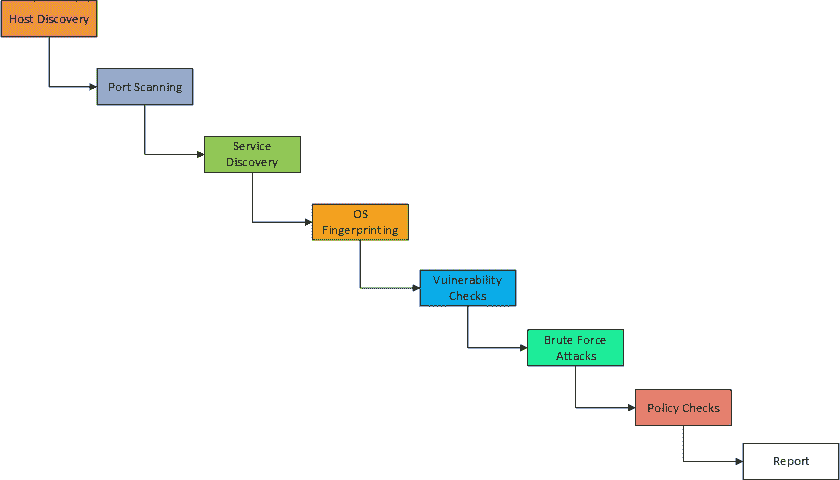 Host Discovery
Port Scanning
Service
Discovery
OS
Fingerprinting
Vulnerability
Checks
Brute Force
Attacks
Policy Checks
Report